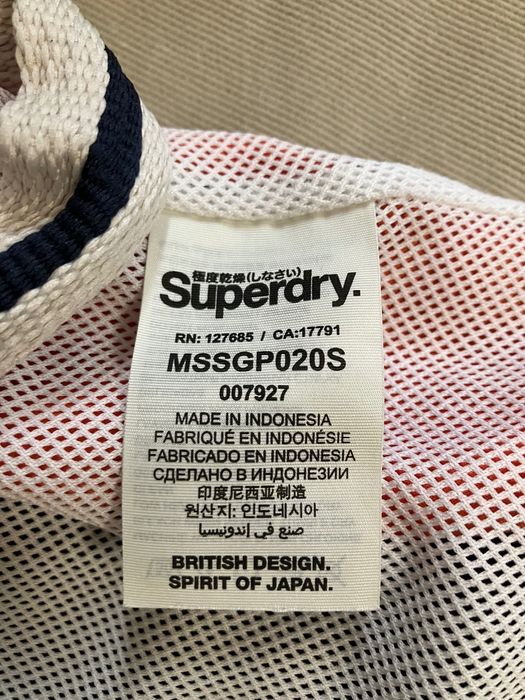 極度乾燥(しなさい)
Superdry.
RN: 127685 / CA:17791
MSSGP020S
007927
MADE IN INDONESIA
FABRIQUÉ EN INDONÉSIE
FABRICADO EN INDONESIA
СДЕЛАНО В ИНДОНЕЗИИ
印度尼西亚制造
원산지: 인도네시아
صنع في إندونيسيا
BRITISH DESIGN.
SPIRIT OF JAPAN.